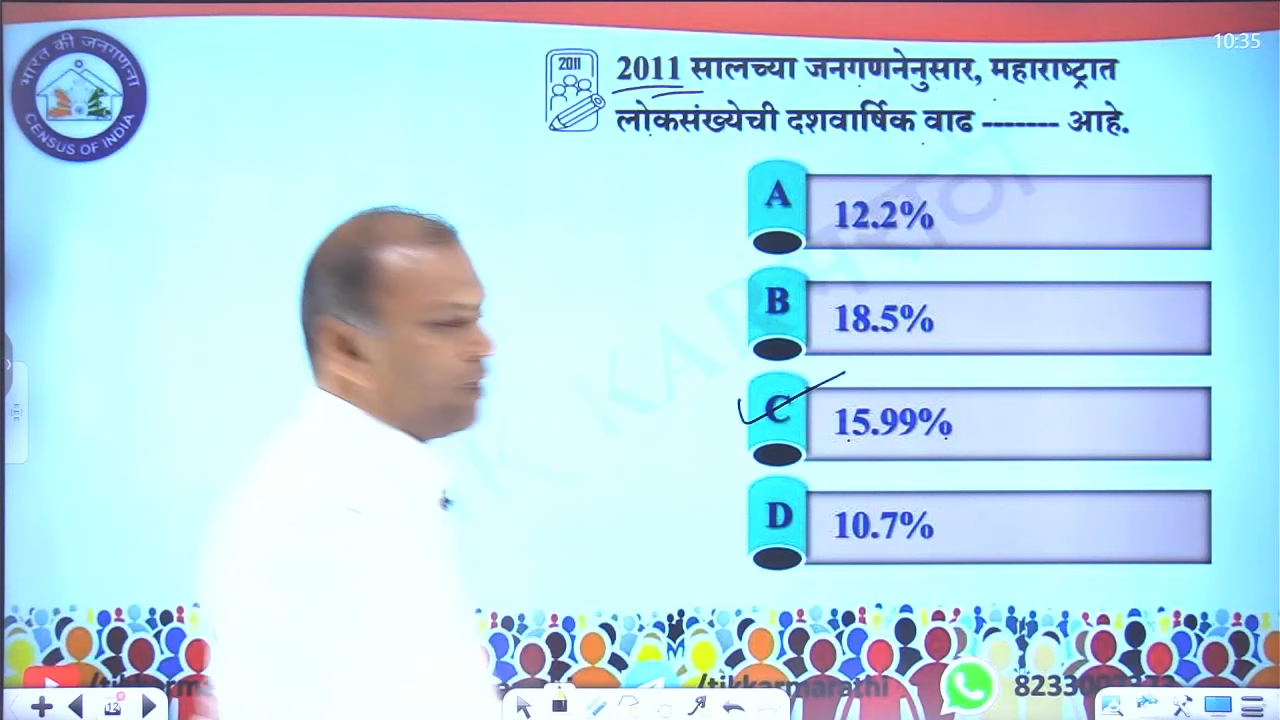 10:35
भारत की जनगणना
CENSUS OF INDIA
2011
2011 सालच्या जनगणनेनुसार, महाराष्ट्रात
लोकसंख्येची दशवार्षिक वाढ ------- आहे.
A
12.2%
B
18.5%
C
15.99%
D
10.7%
/tikkarmarathi
12